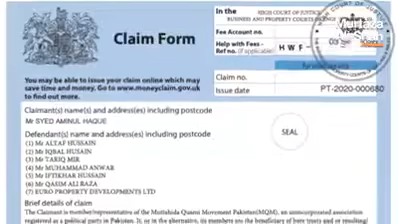 In the
HIGH COURT OF JUSTICE
BUSINESS AND PROPERTY COURTS
Claim Form
Fee Account no.
Help with Fees -
Ref no. (if applicable)
H W F -
You may be able to issue your claim online which may
save time and money. Go to www.moneyclaim.gov.uk
to find out more.
Claim no.
Issue date
PT-2020-000680
Claimant(s) name(s) and address(es) including postcode
Mr SYED AMINUL HAQUE
SEAL
Defendant(s) name and address(es) including postcode
(1) Mr ALTAF HUSSAIN
(2) Mr IQBAL HUSAIN
(3) Mr TARIQ MIR
(4) Mr MUHAMMAD ANWAR
(5) Mr IFTIKHAR HUSSAIN
(6) Mr QASIM ALI RAZA
(7) EURO PROPERTY DEVELOPMENTS LTD
Brief details of claim
The Claimant is member/representative of the Muttahida Quami Movement Pakistan(MQM), an unincorporated association
registered as a political party in Pakistan. It, or in the alternative, its members are the beneficiary of bare trusts and/or resulting